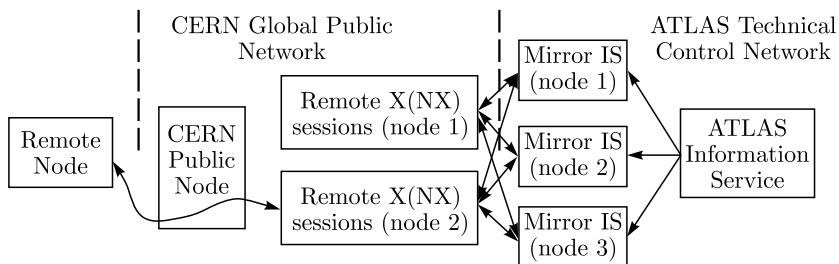 CERN Global Public
Network
ATLAS Technical
Control Network
Remote
Node
CERN
Public
Node
Remote X(NX)
sessions (node 1)
Remote X(NX)
sessions (node 2)
Mirror IS
(node 1)
Mirror IS
(node 2)
Mirror IS
(node 3)
ATLAS
Information
Service